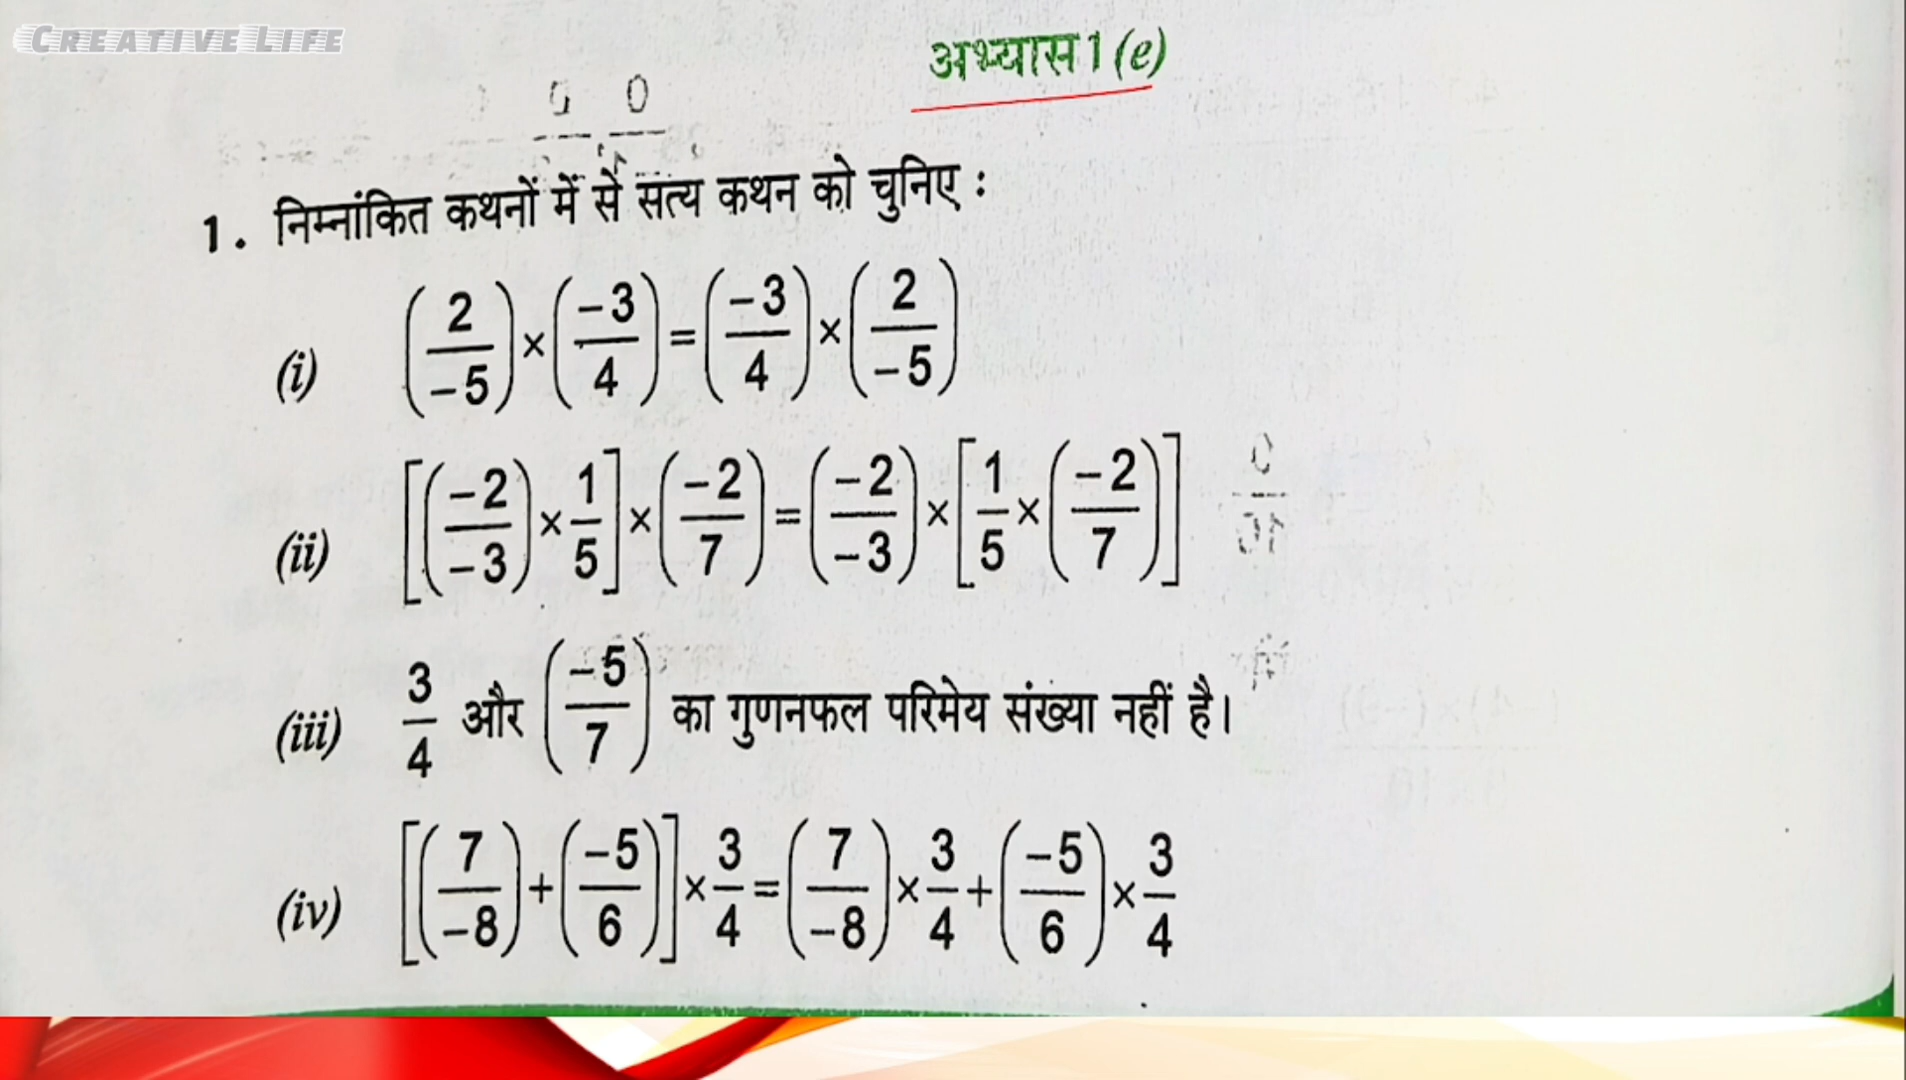 CREATIVE LIFE
अभ्यास 1 (e)
1. निम्नांकित कथनों में से सत्य कथन को चुनिए :
(i) (2/-5) × (-3/4) = (-3/4) × (2/-5)
(ii) [(-2/-3) × 1/5] × (-2/7) = (-2/-3) × [1/5 × (-2/7)]
(iii) 3/4 और (-5/7) का गुणनफल परिमेय संख्या नहीं है।
(iv) [(7/-8) + (-5/6)] × 3/4 = (7/-8) × 3/4 + (-5/6) × 3/4